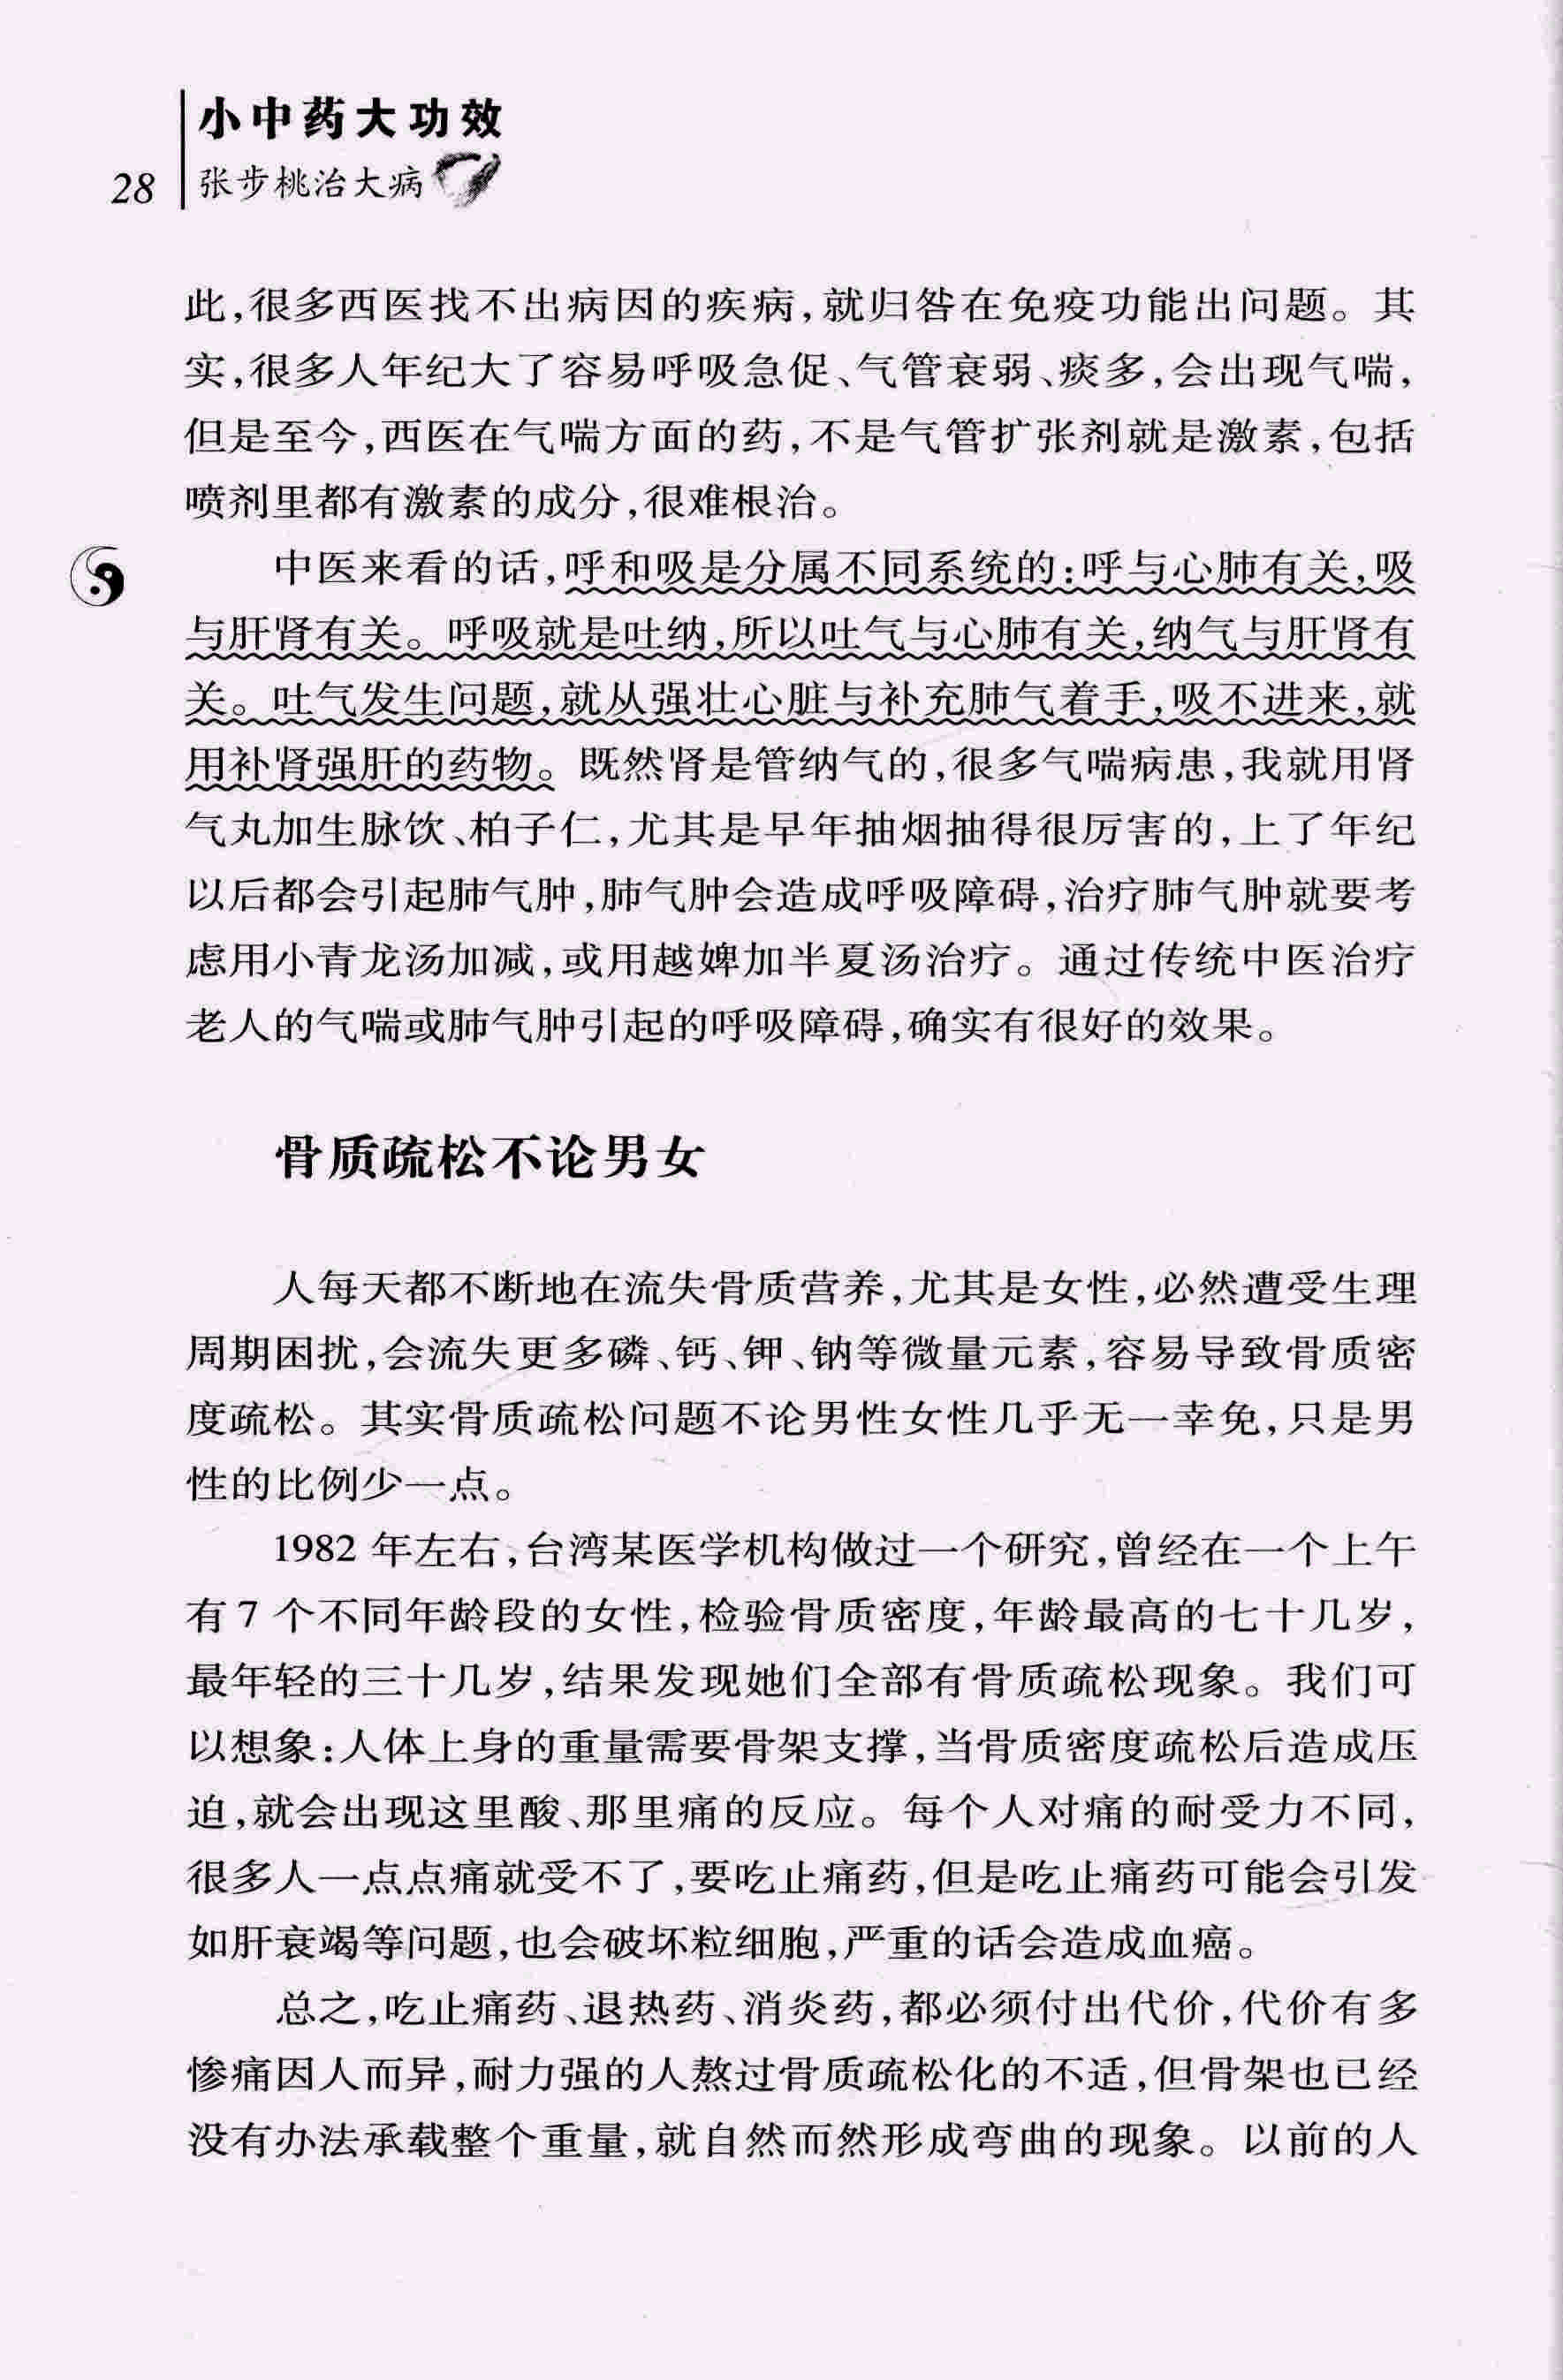 小中药大功效
28 张步桃治大病
此,很多西医找不出病因的疾病,就归咎在免疫功能出问题。其
实,很多人年纪大了容易呼吸急促、气管衰弱、痰多,会出现气喘,
但是至今,西医在气喘方面的药,不是气管扩张剂就是激素,包括
喷剂里都有激素的成分,很难根治。
中医来看的话,呼和吸是分属不同系统的:呼与心肺有关,吸
与肝肾有关。呼吸就是吐纳,所以吐气与心肺有关,纳气与肝肾有
关。吐气发生问题,就从强壮心脏与补充肺气着手,吸不进来,就
用补肾强肝的药物。既然肾是管纳气的,很多气喘病患,我就用肾
气丸加生脉饮、柏子仁,尤其是早年抽烟抽得很厉害的,上了年纪
以后都会引起肺气肿,肺气肿会造成呼吸障碍,治疗肺气肿就要考
虑用小青龙汤加减,或用越婢加半夏汤治疗。通过传统中医治疗
老人的气喘或肺气肿引起的呼吸障碍,确实有很好的效果。
骨质疏松不论男女
人每天都不断地在流失骨质营养,尤其是女性,必然遭受生理
周期困扰,会流失更多磷、钙、钾、钠等微量元素,容易导致骨质密
度疏松。其实骨质疏松问题不论男性女性几乎无一幸免,只是男
性的比例少一点。
1982 年左右,台湾某医学机构做过一个研究,曾经在一个上午
有 7 个不同年龄段的女性,检验骨质密度,年龄最高的七十几岁,
最年轻的三十几岁,结果发现她们全部有骨质疏松现象。我们可
以想象:人体上身的重量需要骨架支撑,当骨质密度疏松后造成压
迫,就会出现这里酸、那里痛的反应。每个人对痛的耐受力不同,
很多人一点点痛就受不了,要吃止痛药,但是吃止痛药可能会引发
如肝衰竭等问题,也会破坏粒细胞,严重的话会造成血癌。
总之,吃止痛药、退热药、消炎药,都必须付出代价,代价有多
惨痛因人而异,耐力强的人熬过骨质疏松化的不适,但骨架也已经
没有办法承载整个重量,就自然而然形成弯曲的现象。以前的人